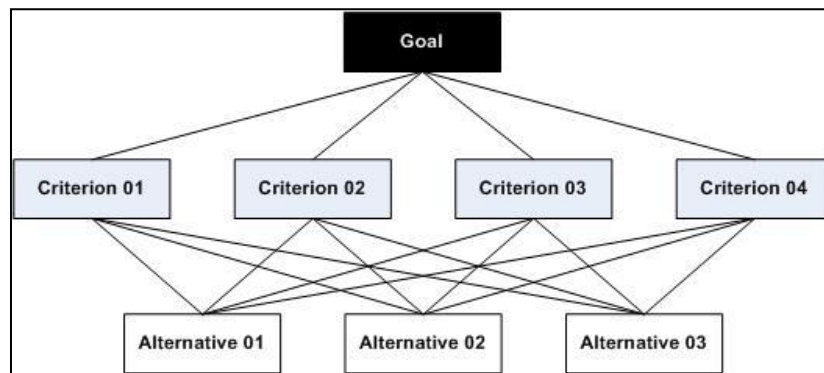 Goal
Criterion 01
Criterion 02
Criterion 03
Criterion 04
Alternative 01
Alternative 02
Alternative 03